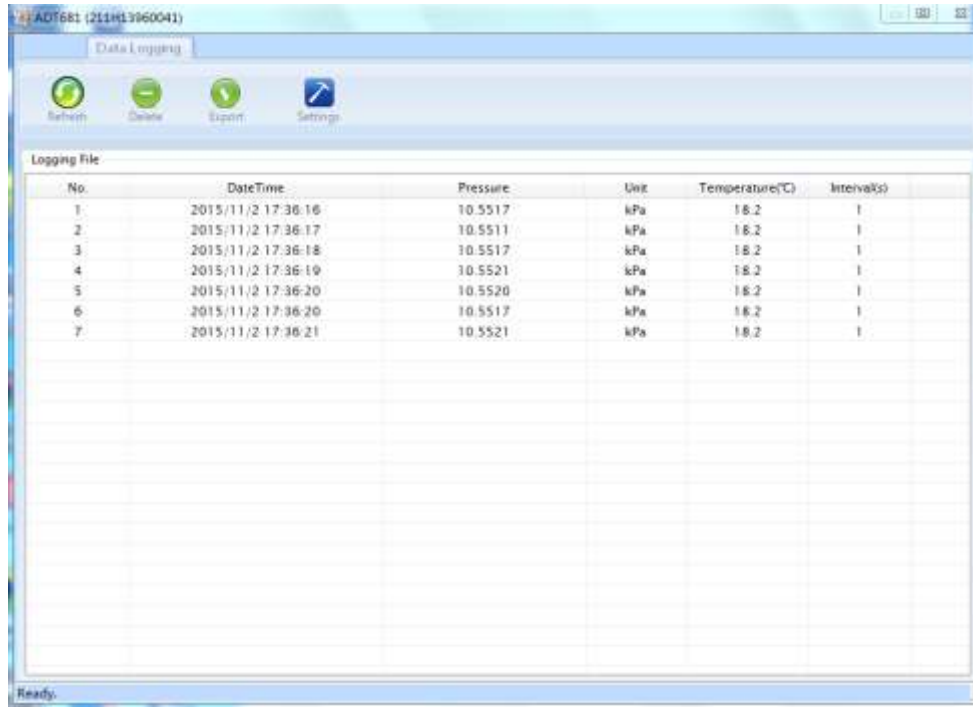 ADT681 (211H13960041)
Data Logging
Refresh Delete Export Settings
Logging File
No. DateTime Pressure Unit Temperature(℃) Interval(s)
1 2015/11/2 17:36:16 10.5517 kPa 18.2 1
2 2015/11/2 17:36:17 10.5511 kPa 18.2 1
3 2015/11/2 17:36:18 10.5517 kPa 18.2 1
4 2015/11/2 17:36:19 10.5521 kPa 18.2 1
5 2015/11/2 17:36:20 10.5520 kPa 18.2 1
6 2015/11/2 17:36:20 10.5517 kPa 18.2 1
7 2015/11/2 17:36:21 10.5521 kPa 18.2 1
Ready.